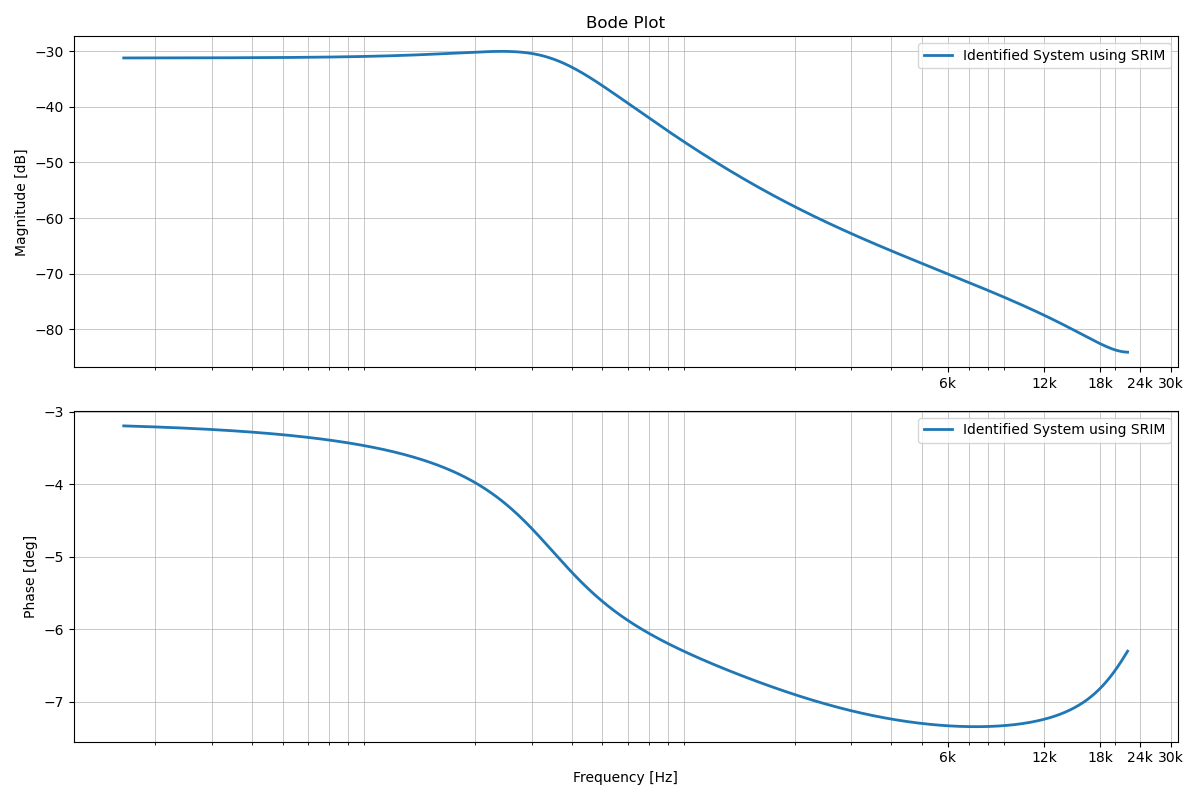 Bode Plot
Identified System using SRIM
Magnitude [dB]
−30
−40
−50
−60
−70
−80
6k 12k 18k 24k 30k
Identified System using SRIM
Phase [deg]
−3
−4
−5
−6
−7
6k 12k 18k 24k 30k
Frequency [Hz]